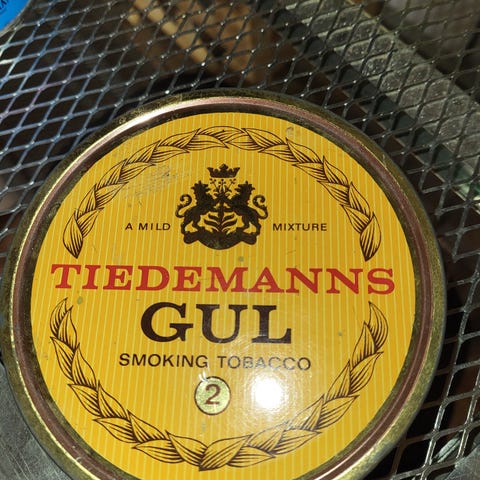 A MILD MIXTURE
TIEDEMANNS
GUL
SMOKING TOBACCO
2